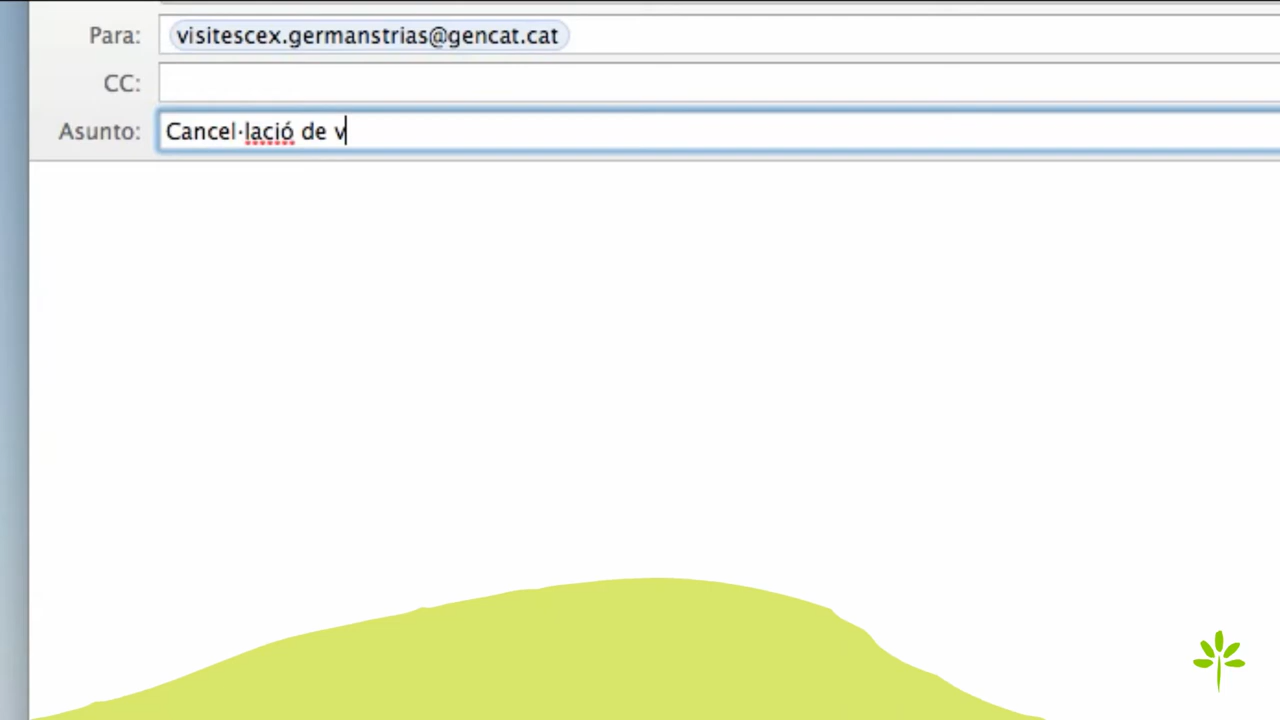 Para: visitescex.germanstrias@gencat.cat
CC:
Asunto: Cancel·lació de v